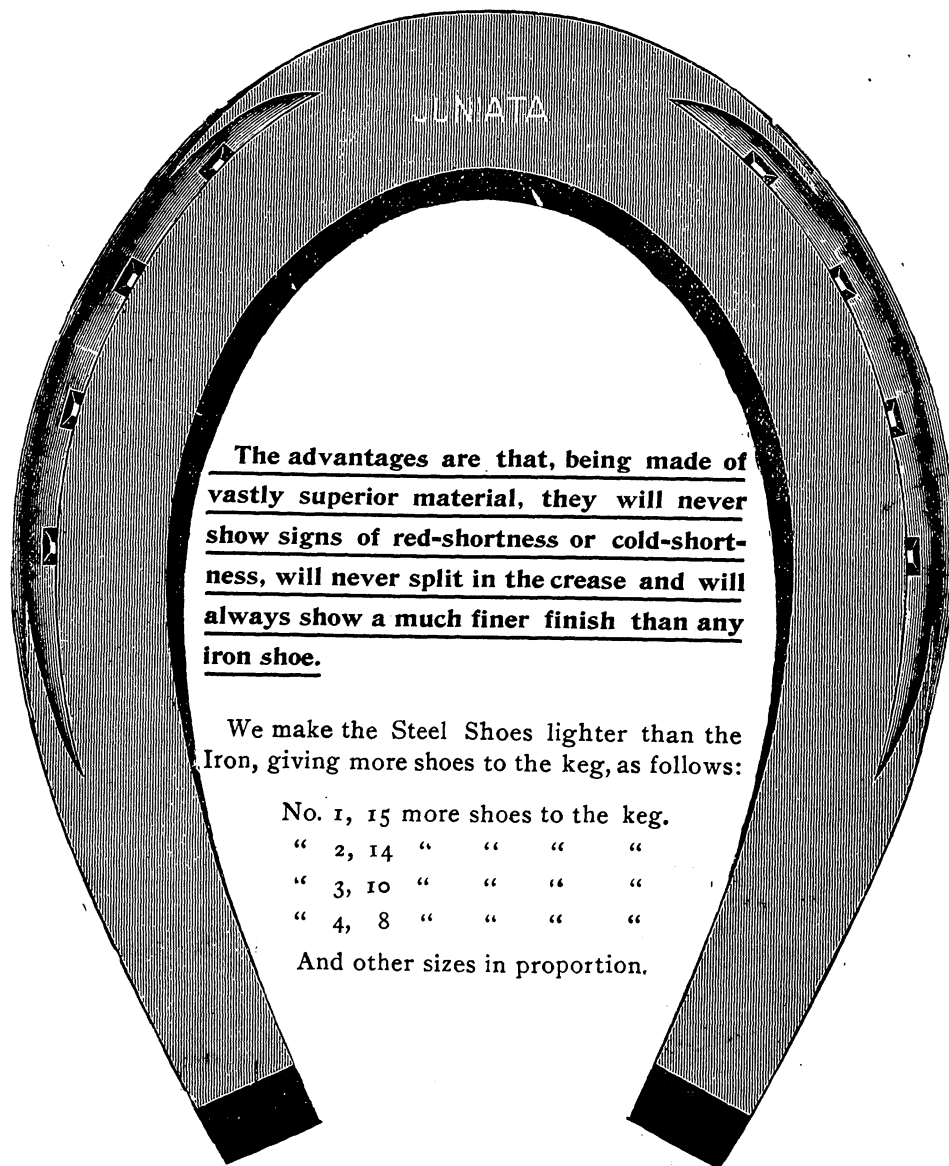 JUNIATA
The advantages are that, being made of
vastly superior material, they will never
show signs of red-shortness or cold-short-
ness, will never split in the crease and will
always show a much finer finish than any
iron shoe.
We make the Steel Shoes lighter than the
Iron, giving more shoes to the keg, as follows:
No. 1, 15 more shoes to the keg.
“ 2, 14 “ “ “ “
“ 3, 10 “ “ “ “
“ 4, 8 “ “ “ “
And other sizes in proportion.